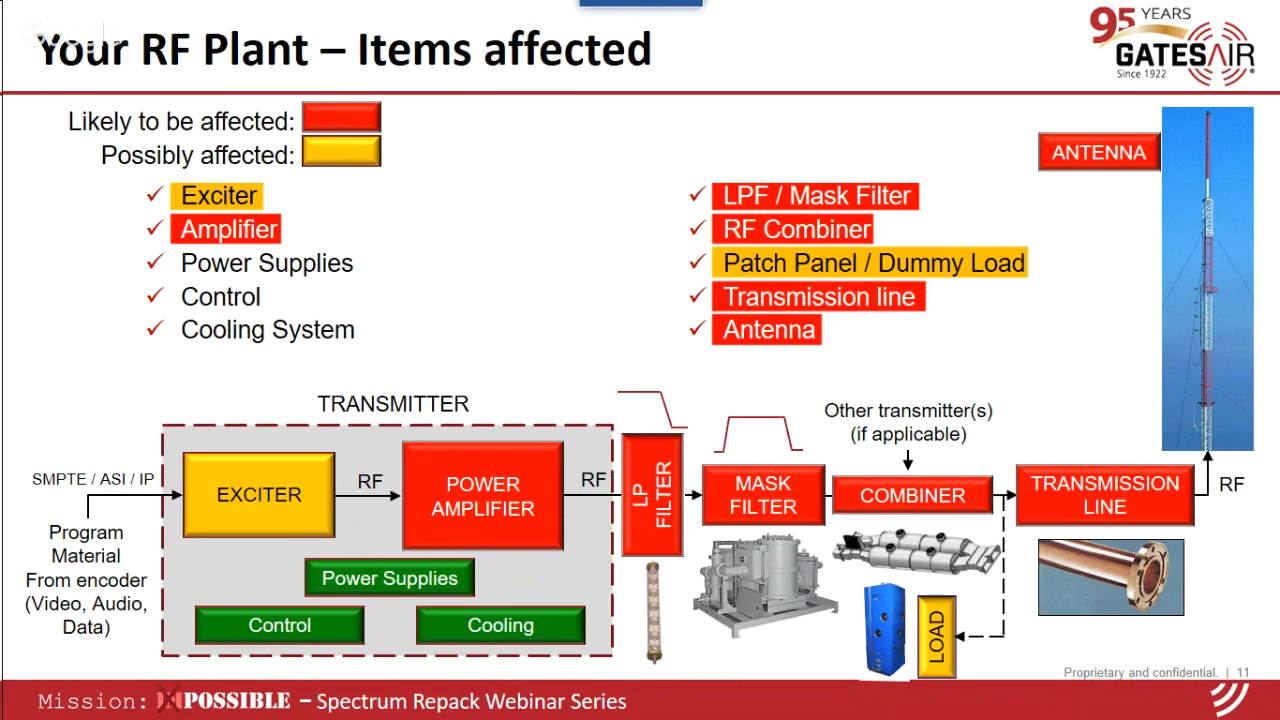 Your RF Plant – Items affected
Google
95 YEARS
GATESAIR
Since 1922
Likely to be affected:
Possibly affected:
Exciter
Amplifier
Power Supplies
Control
Cooling System
LPF / Mask Filter
RF Combiner
Patch Panel / Dummy Load
Transmission line
Antenna
ANTENNA
TRANSMITTER
Other transmitter(s)
(if applicable)
SMPTE / ASI / IP
EXCITER
RF
POWER
AMPLIFIER
RF
LP
FILTER
MASK
FILTER
COMBINER
TRANSMISSION
LINE
RF
Program
Material
From encoder
(Video, Audio,
Data)
Power Supplies
Control
Cooling
LOAD
Proprietary and confidential. | 11
Mission: IMPOSSIBLE – Spectrum Repack Webinar Series